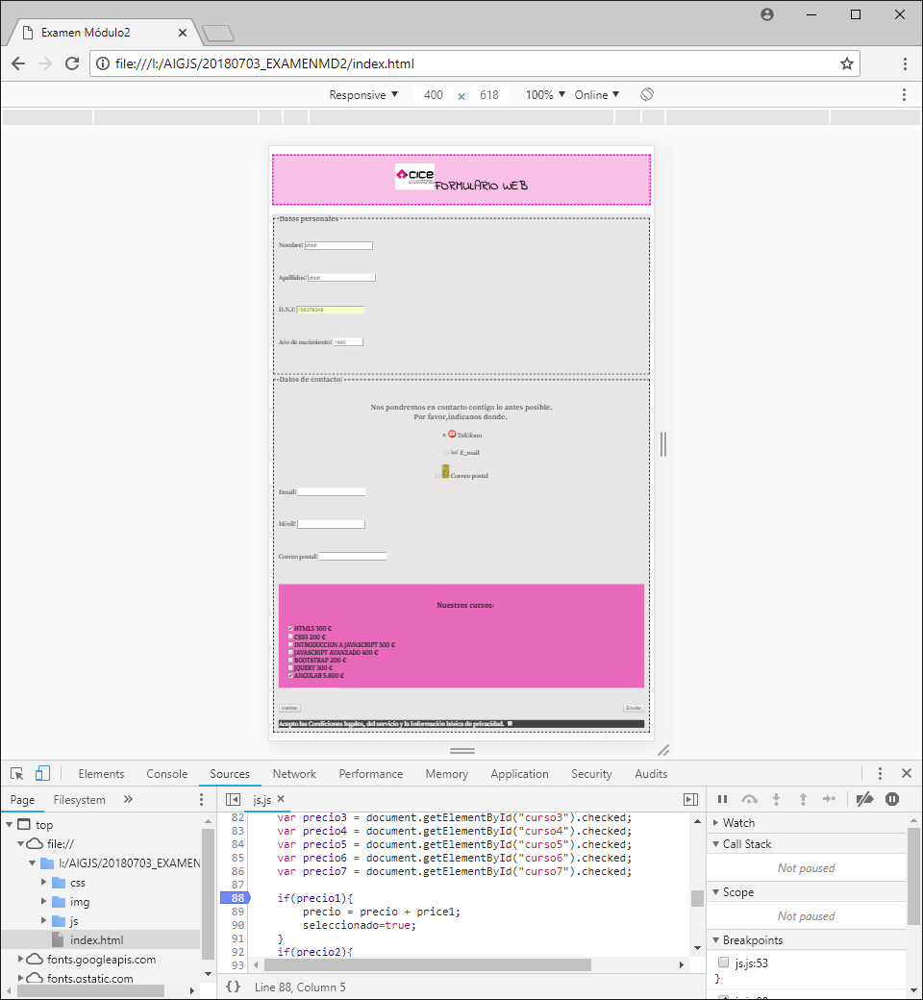 Examen Módulo2
file:///I:/AIGJS/20180703_EXAMENMD2/index.html
Responsive 400 × 618 100% Online
CICE FORMULARIO WEB
Datos personales
Nombre:
Apellidos:
D.N.I:
Año de nacimiento: 1980
Datos de contacto:
Nos pondremos en contacto contigo lo antes posible.
Por favor,indícanos donde.
Teléfono
E_mail
Correo postal
Email:
Móvil:
Correo postal:
Nuestros cursos:
HTML5 300 €
CSS3 200 €
INTRODUCCION A JAVASCRIPT 500 €
JAVASCRIPT AVANZADO 400 €
BOOTSTRAP 200 €
JQUERY 300 €
ANGULAR 5.800 €
Validar Enviar
Acepto las Condiciones legales, del servicio y la Información básica de privacidad.
Elements Console Sources Network Performance Memory Application Security Audits
Page Filesystem »
js.js
top
file://
I:/AIGJS/20180703_EXAMEN
css
img
js
index.html
fonts.googleapis.com
fonts.gstatic.com
82 var precio3 = document.getElementById("curso3").checked;
83 var precio4 = document.getElementById("curso4").checked;
84 var precio5 = document.getElementById("curso5").checked;
85 var precio6 = document.getElementById("curso6").checked;
86 var precio7 = document.getElementById("curso7").checked;
87
88 if(precio1){
89 precio = precio + price1;
90 seleccionado=true;
91 }
92 if(precio2){
93
{} Line 88, Column 5
Watch
Call Stack
Not paused
Scope
Not paused
Breakpoints
js.js:53
}